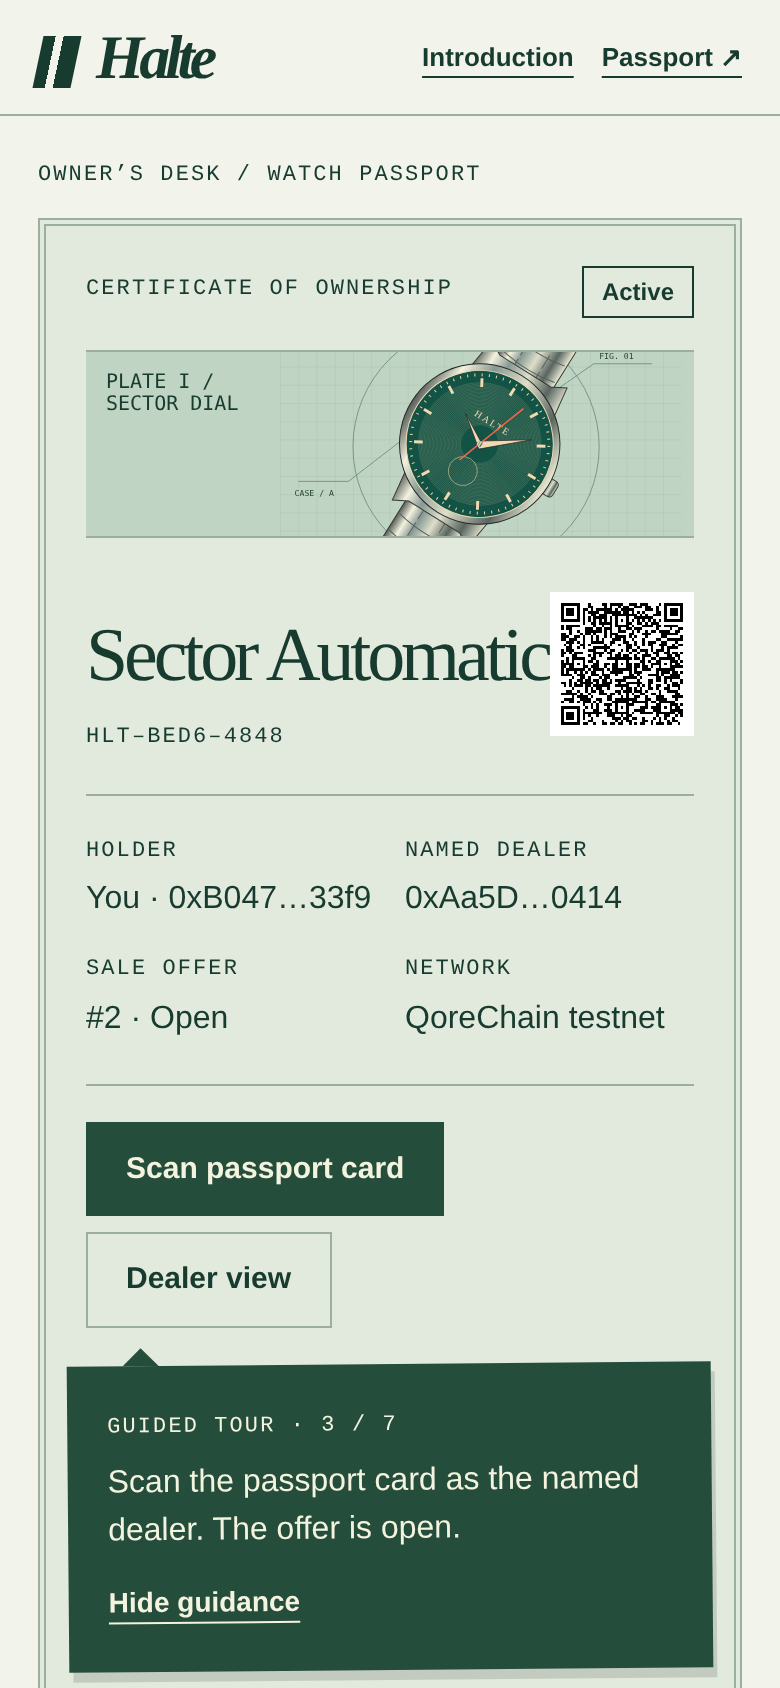 Halte
Introduction Passport ↗
OWNER’S DESK / WATCH PASSPORT
CERTIFICATE OF OWNERSHIP
Active
PLATE I /
SECTOR DIAL
FIG. 01
HALTE
CASE / A
Sector Automatic
HLT–BED6–4848
HOLDER
You · 0xB047…33f9
NAMED DEALER
0xAa5D…0414
SALE OFFER
#2 · Open
NETWORK
QoreChain testnet
Scan passport card
Dealer view
GUIDED TOUR · 3 / 7
Scan the passport card as the named
dealer. The offer is open.
Hide guidance